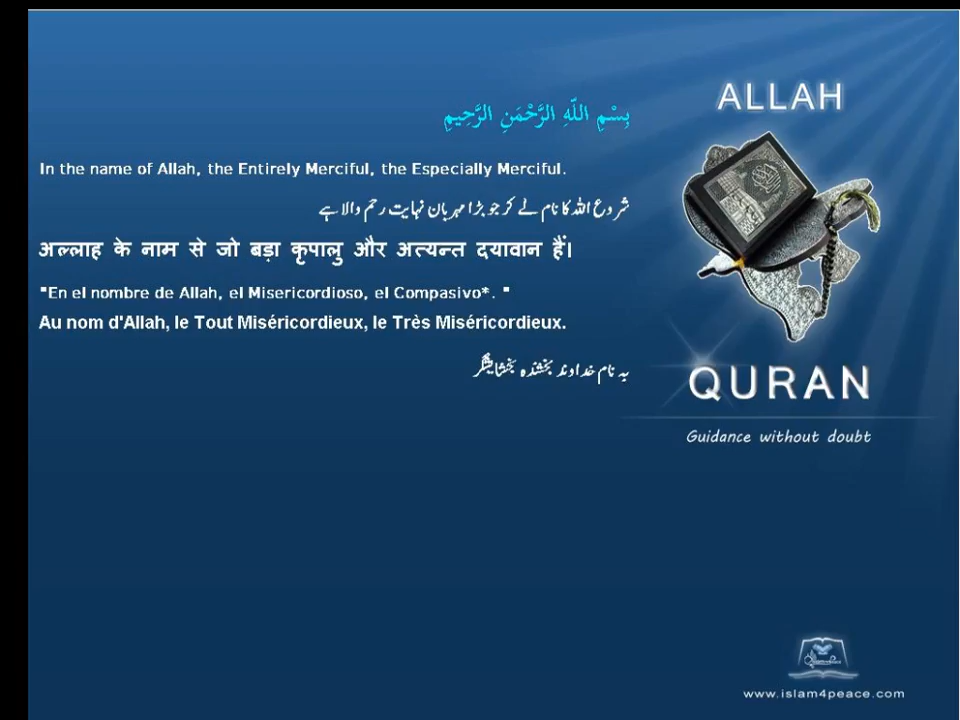 بِسْمِ اللَّهِ الرَّحْمَنِ الرَّحِيمِ
In the name of Allah, the Entirely Merciful, the Especially Merciful.
شروع الله کا نام لے کر جو بڑا مہربان نہایت رحم والا ہے
अल्लाह के नाम से जो बड़ा कृपालु और अत्यन्त दयावान हैं।
"En el nombre de Allah, el Misericordioso, el Compasivo*. "
Au nom d'Allah, le Tout Miséricordieux, le Très Miséricordieux.
به نام خداوند بخشنده بخشایشگر
ALLAH
QURAN
Guidance without doubt
www.islam4peace.com